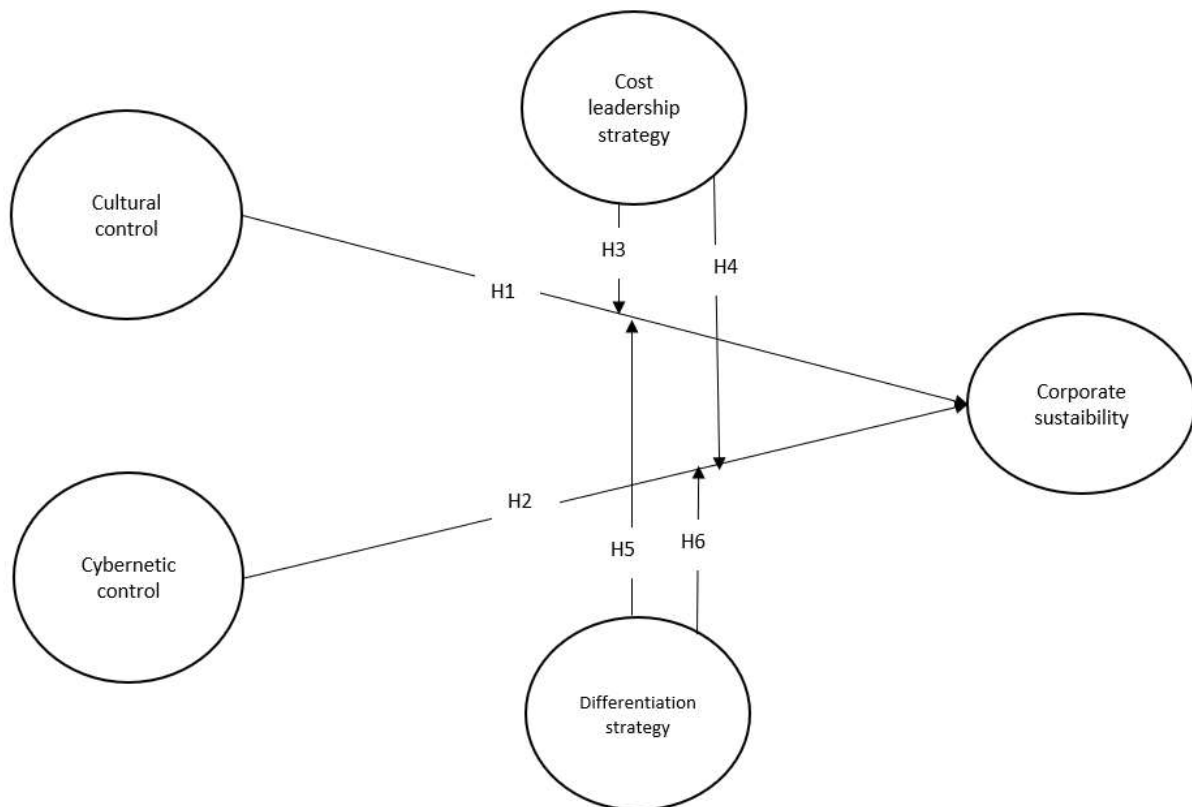 Cost
leadership
strategy
Cultural
control
H3
H4
H1
Corporate
sustaibility
H2
H5
H6
Cybernetic
control
Differentiation
strategy